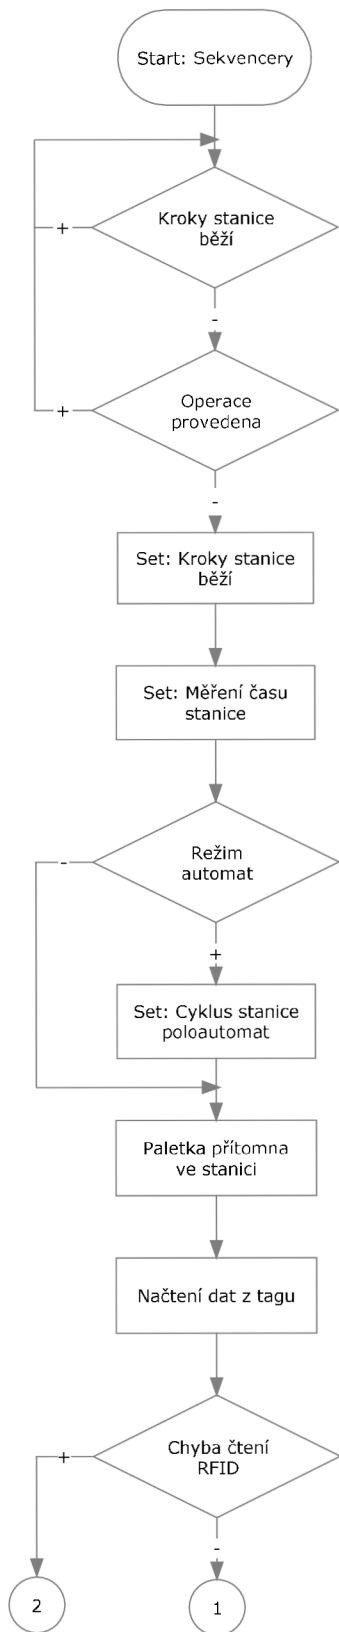 Start: Sekvencery
Kroky stanice
běží
+
-
Operace
provedena
+
-
Set: Kroky stanice
běží
Set: Měření času
stanice
Režim
automat
-
+
Set: Cyklus stanice
poloautomat
Paletka přítomna
ve stanici
Načtení dat z tagu
Chyba čtení
RFID
+
-
2
1